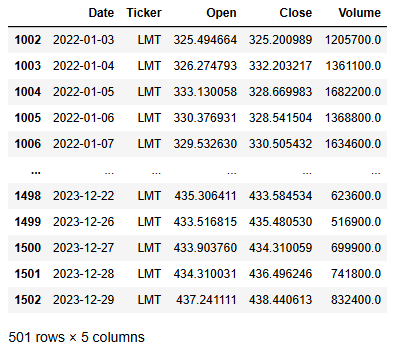 Date Ticker Open Close Volume
1002 2022-01-03 LMT 325.494664 325.200989 1205700.0
1003 2022-01-04 LMT 326.274793 332.203217 1361100.0
1004 2022-01-05 LMT 333.130058 328.669983 1682200.0
1005 2022-01-06 LMT 330.376931 328.541504 1368800.0
1006 2022-01-07 LMT 329.532630 330.505432 1634600.0
... ... ... ... ... ...
1498 2023-12-22 LMT 435.306411 433.584534 623600.0
1499 2023-12-26 LMT 433.516815 435.480530 516900.0
1500 2023-12-27 LMT 433.903760 434.310059 699900.0
1501 2023-12-28 LMT 434.310031 436.496246 741800.0
1502 2023-12-29 LMT 437.241111 438.440613 832400.0
501 rows × 5 columns